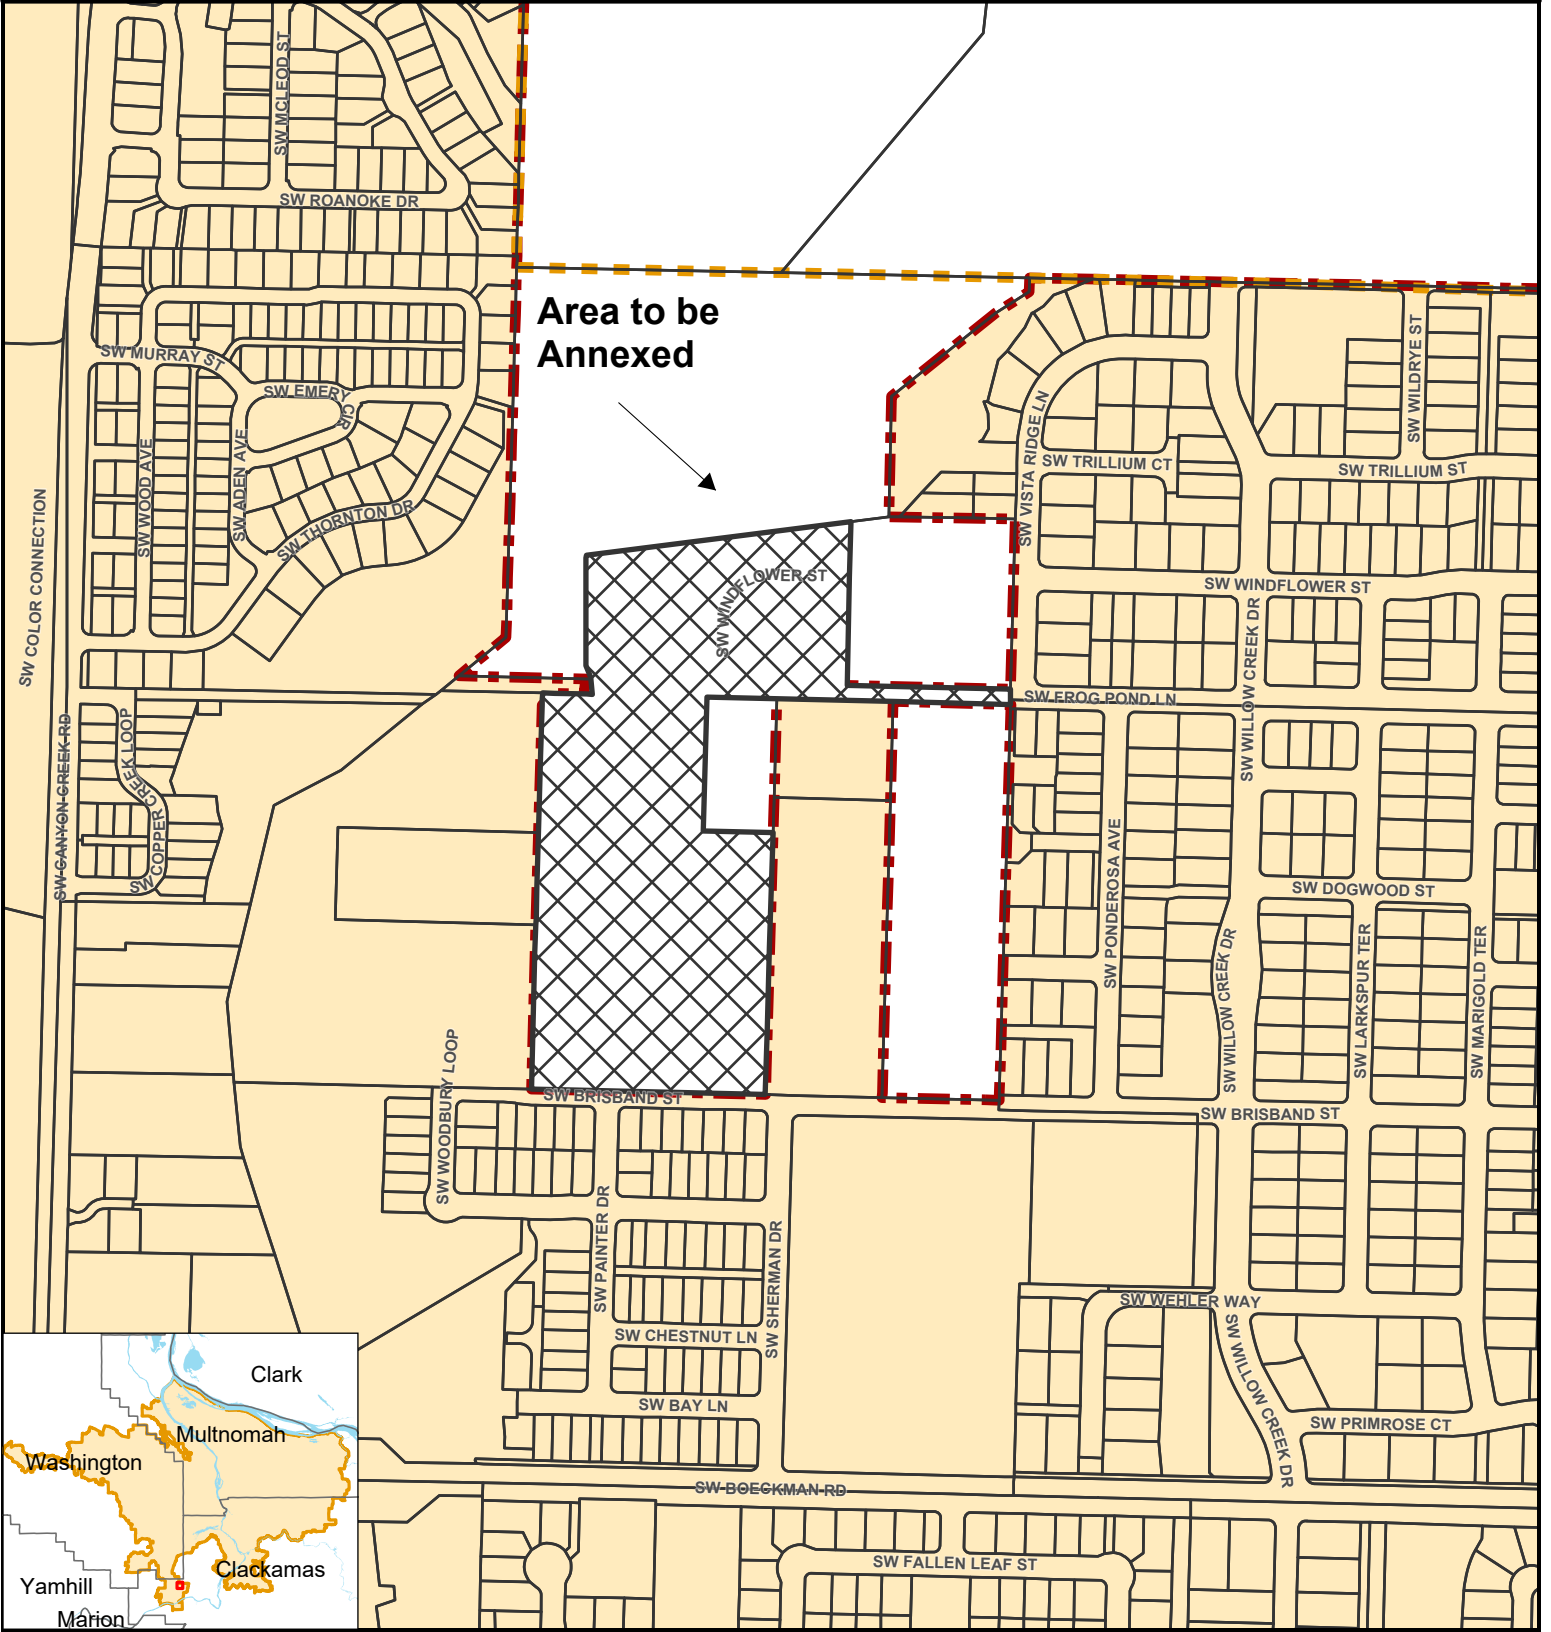 SW MCLEOD ST
SW ROANOKE DR
Area to be
Annexed
SW MURRAY ST
SW EMERY CIR
SW WOOD AVE
SW ADEN AVE
SW THORNTON DR
SW COLOR CONNECTION
SW VISTA RIDGE LN
SW TRILLIUM CT
SW WILDRYE ST
SW TRILLIUM ST
SW WINDFLOWER ST
SW WINDFLOWER ST
SW WILLOW CREEK DR
SW FROG POND LN
SW CANYON CREEK RD
SW COPPER CREEK LOOP
SW PONDEROSA AVE
SW DOGWOOD ST
SW WILLOW CREEK DR
SW LARKSPUR TER
SW MARIGOLD TER
SW WOODBURY LOOP
SW BRISBAND ST
SW BRISBAND ST
SW PAINTER DR
SW SHERMAN DR
SW CHESTNUT LN
SW BAY LN
SW WEHLER WAY
SW WILLOW CREEK DR
SW PRIMROSE CT
SW BOECKMAN RD
SW FALLEN LEAF ST
Clark
Multnomah
Washington
Clackamas
Yamhill
Marion